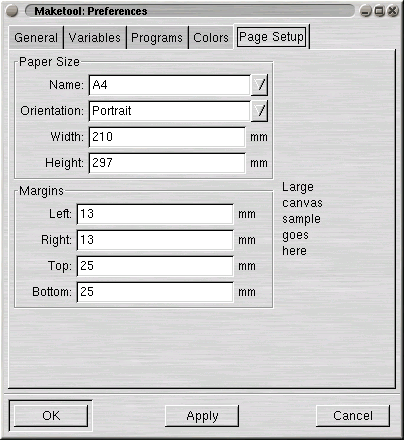 Maketool: Preferences
General Variables Programs Colors Page Setup
Paper Size
Name: A4
Orientation: Portrait
Width: 210 mm
Height: 297 mm
Margins
Left: 13 mm
Right: 13 mm
Top: 25 mm
Bottom: 25 mm
Large
canvas
sample
goes
here
OK Apply Cancel